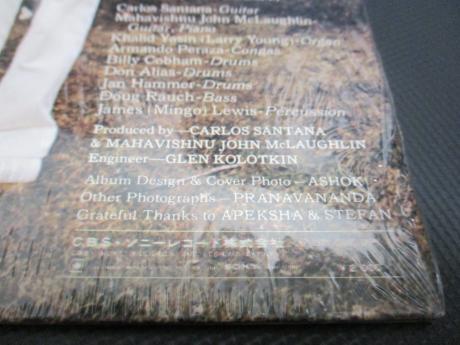 Carlos Santana-Guitar
Mahavishnu John McLaughlin-
Guitar, Piano
Khalid Yasin (Larry Young)-Organ
Armando Peraza-Congas
Billy Cobham-Drums
Don Alias-Drums
Jan Hammer-Drums
Doug Rauch-Bass
James (Mingo) Lewis-Percussion
Produced by—CARLOS SANTANA
& MAHAVISHNU JOHN McLAUGHLIN
Engineer—GLEN KOLOTKIN
Album Design & Cover Photo—ASHOK
Other Photographs—PRANAVANANDA
Grateful Thanks to APEKSHA & STEFAN
CBS・ソニーレコード株式会社
SONY